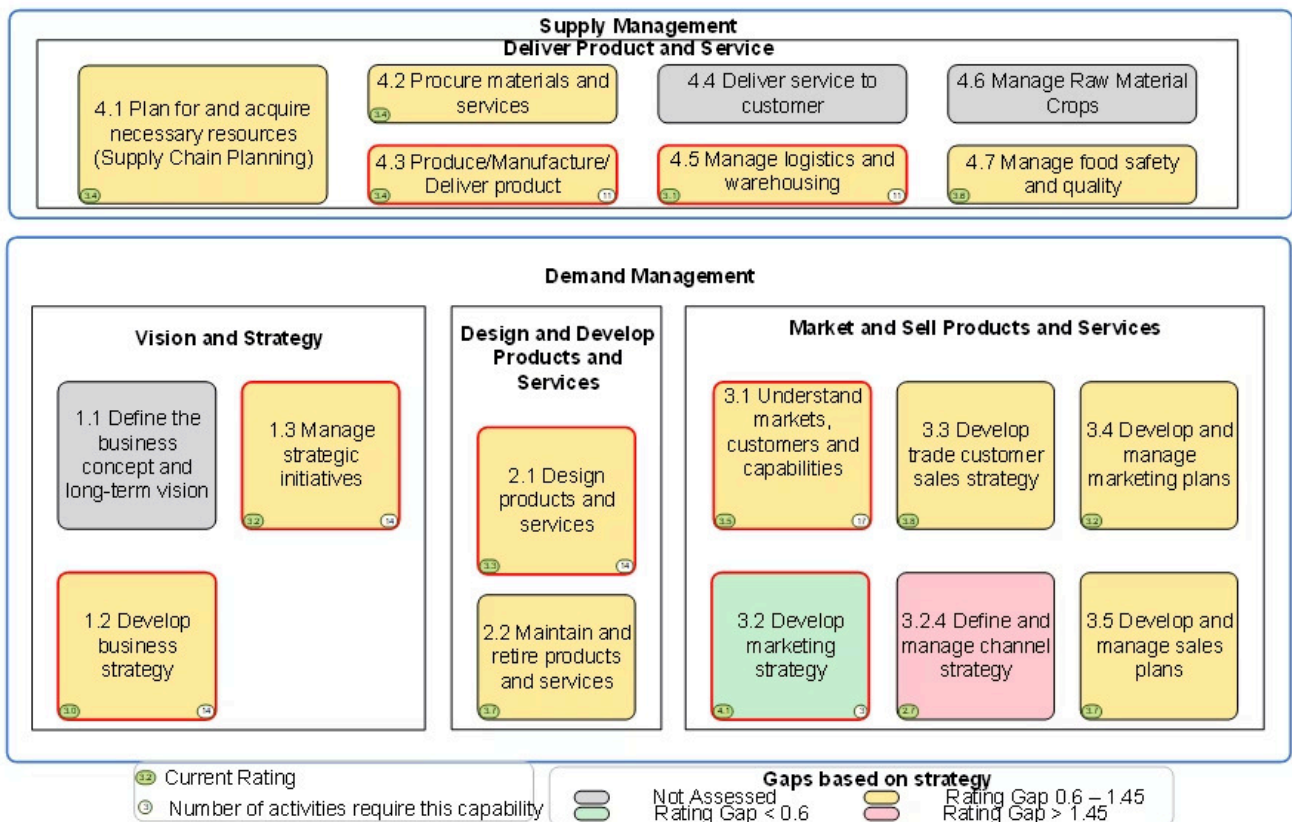 Supply Management
Deliver Product and Service
4.1 Plan for and acquire
necessary resources
(Supply Chain Planning)
3.4
4.2 Procure materials and
services
3.4
4.4 Deliver service to
customer
4.6 Manage Raw Material
Crops
4.3 Produce/Manufacture/
Deliver product
3.4
11
4.5 Manage logistics and
warehousing
3.1
11
4.7 Manage food safety
and quality
3.6
Demand Management
Vision and Strategy
1.1 Define the
business
concept and
long-term vision
1.3 Manage
strategic
initiatives
3.2
14
1.2 Develop
business
strategy
3.0
14
Design and Develop
Products and
Services
2.1 Design
products and
services
3.3
14
2.2 Maintain and
retire products
and services
3.7
Market and Sell Products and Services
3.1 Understand
markets,
customers and
capabilities
3.5
17
3.3 Develop
trade customer
sales strategy
3.8
3.4 Develop and
manage
marketing plans
3.2
3.2 Develop
marketing
strategy
4.1
3
3.2.4 Define and
manage channel
strategy
2.7
3.5 Develop and
manage sales
plans
3.7
3.2 Current Rating
3 Number of activities require this capability
Gaps based on strategy
Not Assessed
Rating Gap 0.6 – 1.45
Rating Gap < 0.6
Rating Gap > 1.45